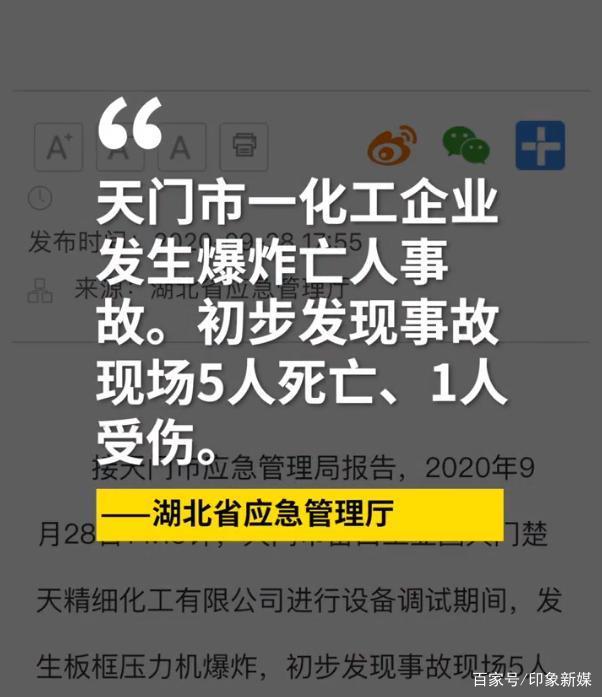 A+ A A
“
天门市一化工企业
发布时间：2020-09-28 17:55
发生爆炸亡人事
来源：湖北省应急管理厅
故。初步发现事故
现场5人死亡、1人
受伤。
接天门市应急管理局报告，2020年9
——湖北省应急管理厅
月28日
天门楚
天精细化工有限公司进行设备调试期间，发
生板框压力机爆炸，初步发现事故现场5人
百家号/印象新媒